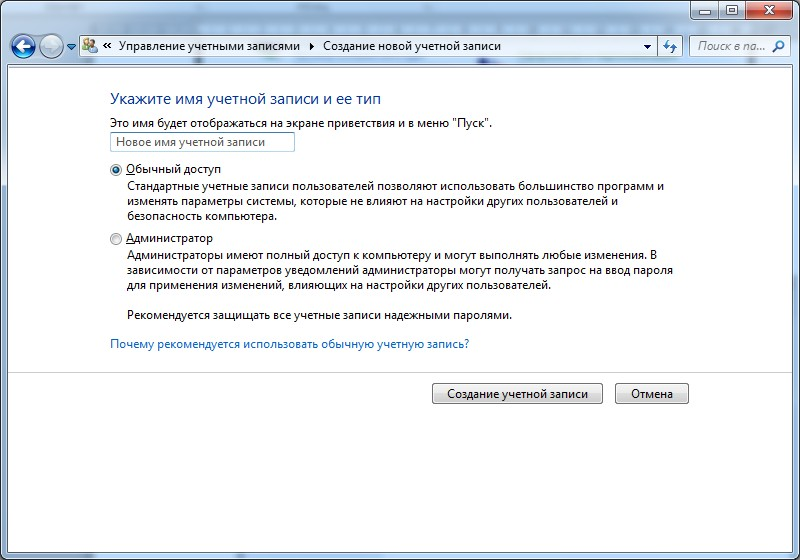 « Управление учетными записями ▸ Создание новой учетной записи
Поиск в па...
Укажите имя учетной записи и ее тип
Это имя будет отображаться на экране приветствия и в меню "Пуск".
Новое имя учетной записи
Обычный доступ
Стандартные учетные записи пользователей позволяют использовать большинство программ и
изменять параметры системы, которые не влияют на настройки других пользователей и
безопасность компьютера.
Администратор
Администраторы имеют полный доступ к компьютеру и могут выполнять любые изменения. В
зависимости от параметров уведомлений администраторы могут получать запрос на ввод пароля
для применения изменений, влияющих на настройки других пользователей.
Рекомендуется защищать все учетные записи надежными паролями.
Почему рекомендуется использовать обычную учетную запись?
Создание учетной записи
Отмена